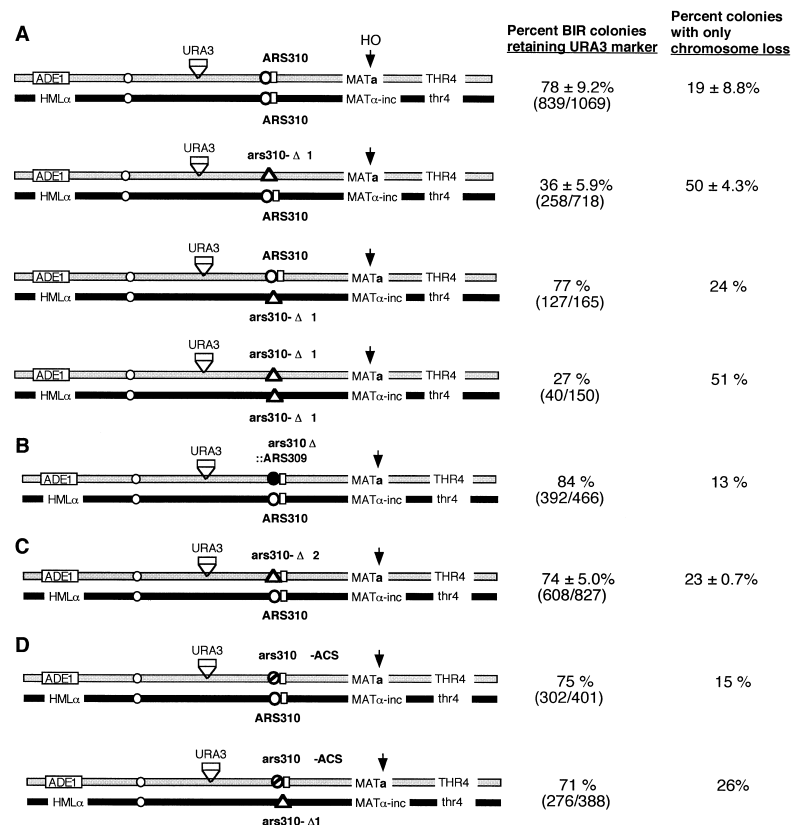 Percent BIR colonies retaining URA3 marker
Percent colonies with only chromosome loss
A
URA3
ARS310
HO
ADE1
MATa
THR4
HMLα
MATα-inc
thr4
ARS310
78 ± 9.2%
(839/1069)
19 ± 8.8%
URA3
ars310-Δ 1
ADE1
MATa
THR4
HMLα
MATα-inc
thr4
ARS310
36 ± 5.9%
(258/718)
50 ± 4.3%
URA3
ARS310
ADE1
MATa
THR4
HMLα
MATα-inc
thr4
ars310-Δ 1
77 %
(127/165)
24 %
URA3
ars310-Δ 1
ADE1
MATa
THR4
HMLα
MATα-inc
thr4
ars310-Δ 1
27 %
(40/150)
51 %
B
URA3
ars310 Δ
::ARS309
ADE1
MATa
THR4
HMLα
MATα-inc
thr4
ARS310
84 %
(392/466)
13 %
C
URA3
ars310-Δ 2
ADE1
MATa
THR4
HMLα
MATα-inc
thr4
ARS310
74 ± 5.0%
(608/827)
23 ± 0.7%
D
URA3
ars310 -ACS
ADE1
MATa
THR4
HMLα
MATα-inc
thr4
ARS310
75 %
(302/401)
15 %
URA3
ars310 -ACS
ADE1
MATa
THR4
HMLα
MATα-inc
thr4
ars310-Δ1
71 %
(276/388)
26%